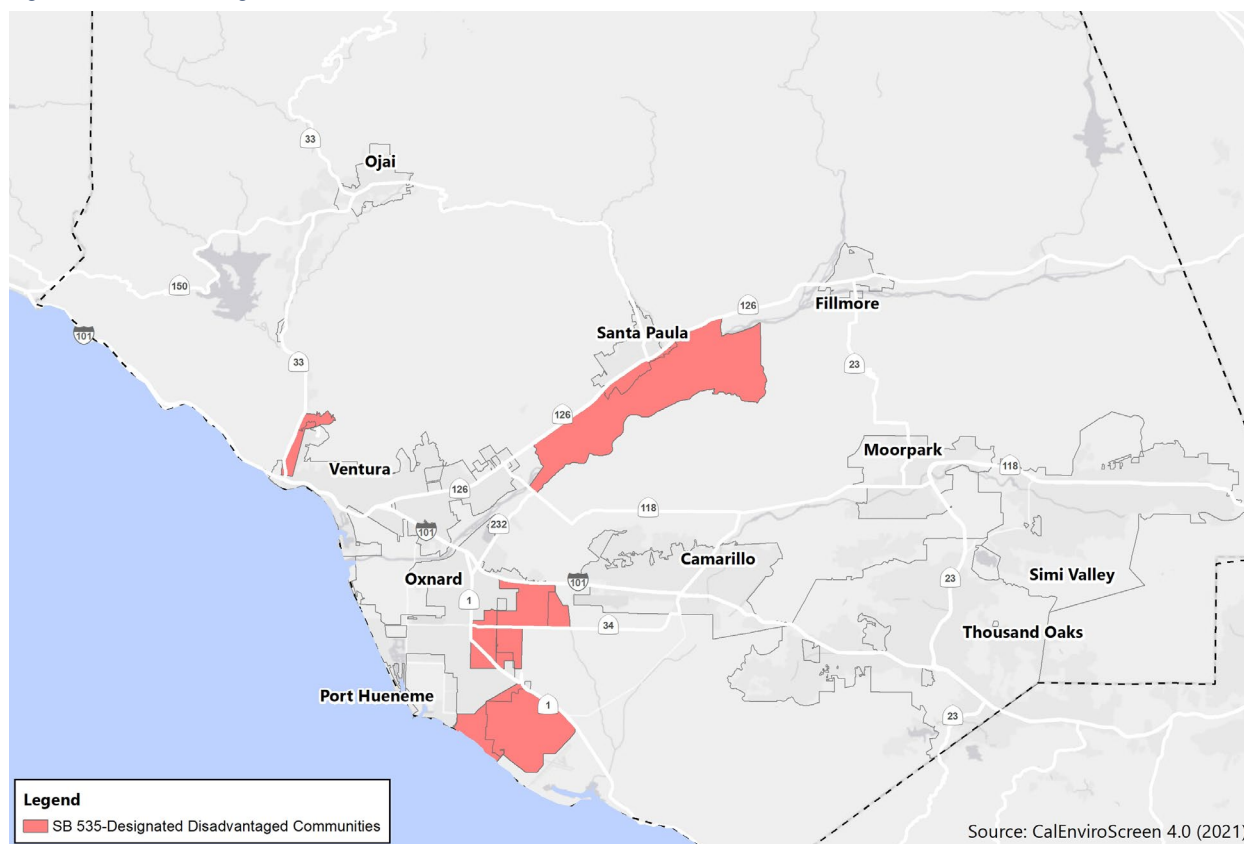 33
Ojai
150
126
Fillmore
Santa Paula
101
33
23
126
Moorpark
118
Ventura
126
118
232
101
Camarillo
Oxnard
101
23
Simi Valley
1
34
Thousand Oaks
Port Hueneme
1
23
Legend
SB 535-Designated Disadvantaged Communities
Source: CalEnviroScreen 4.0 (2021)